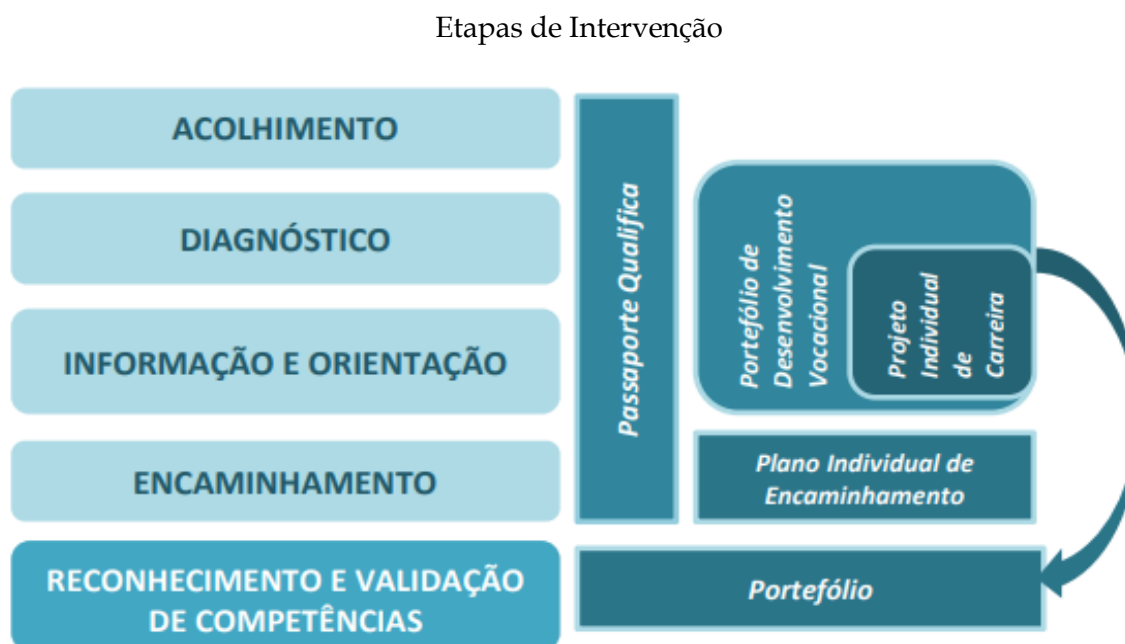 Etapas de Intervenção
ACOLHIMENTO
DIAGNÓSTICO
INFORMAÇÃO E ORIENTAÇÃO
ENCAMINHAMENTO
RECONHECIMENTO E VALIDAÇÃO
DE COMPETÊNCIAS
Passaporte Qualifica
Portefólio de
Desenvolvimento
Vocacional
Projeto
Individual
de
Carreira
Plano Individual de
Encaminhamento
Portefólio